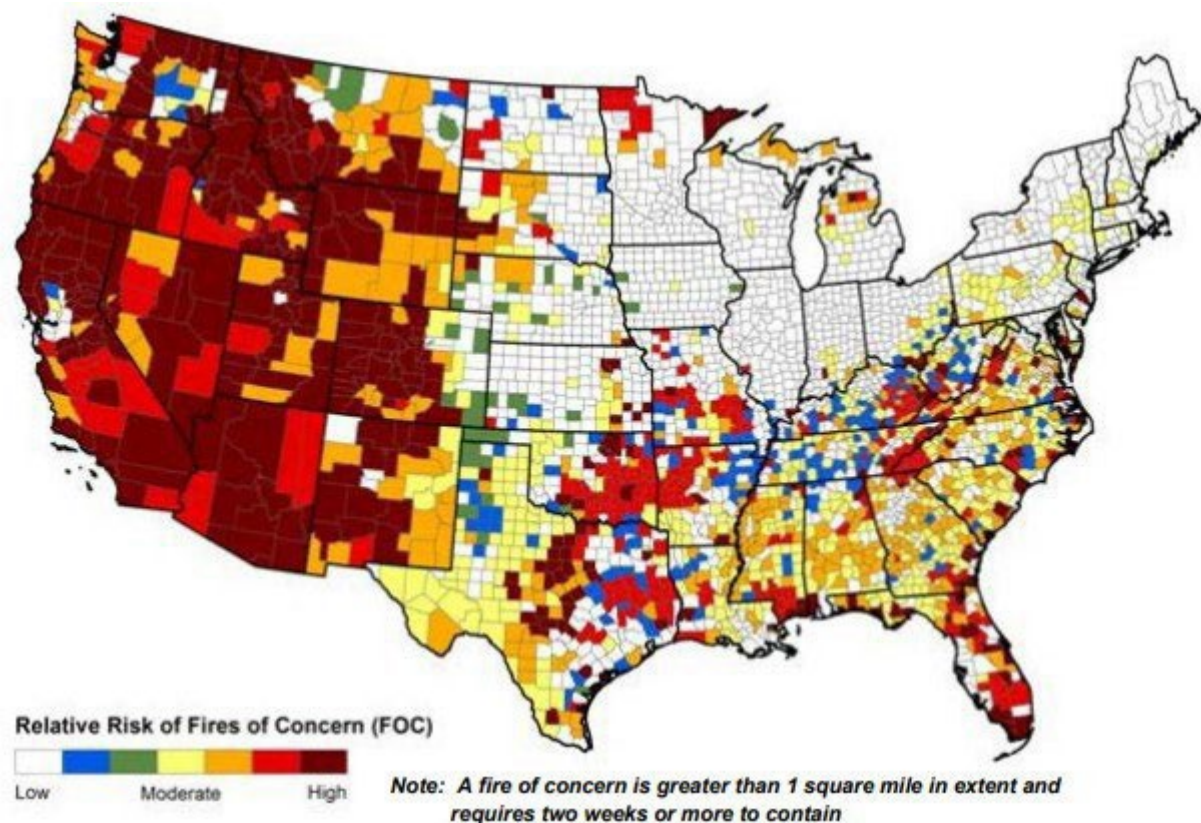 Relative Risk of Fires of Concern (FOC)
Low Moderate High
Note: A fire of concern is greater than 1 square mile in extent and
requires two weeks or more to contain